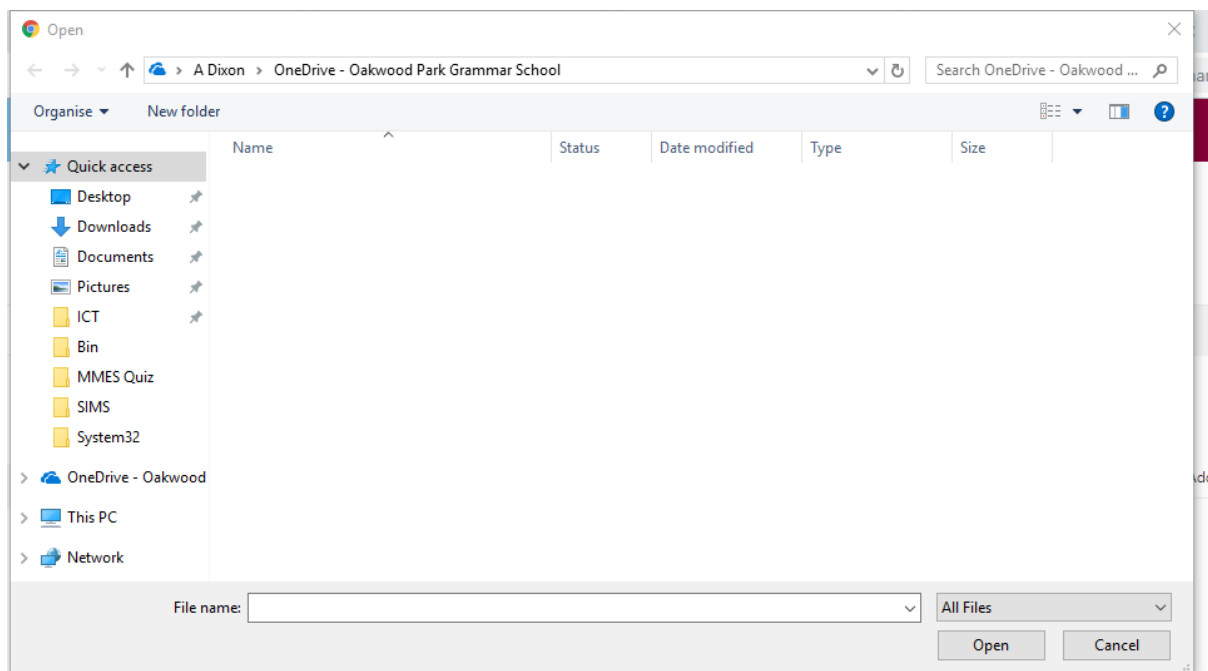 Open
A Dixon > OneDrive - Oakwood Park Grammar School
Search OneDrive - Oakwood ...
Organise
New folder
Name
Status
Date modified
Type
Size
Quick access
Desktop
Downloads
Documents
Pictures
ICT
Bin
MMES Quiz
SIMS
System32
OneDrive - Oakwood
This PC
Network
File name:
All Files
Open
Cancel